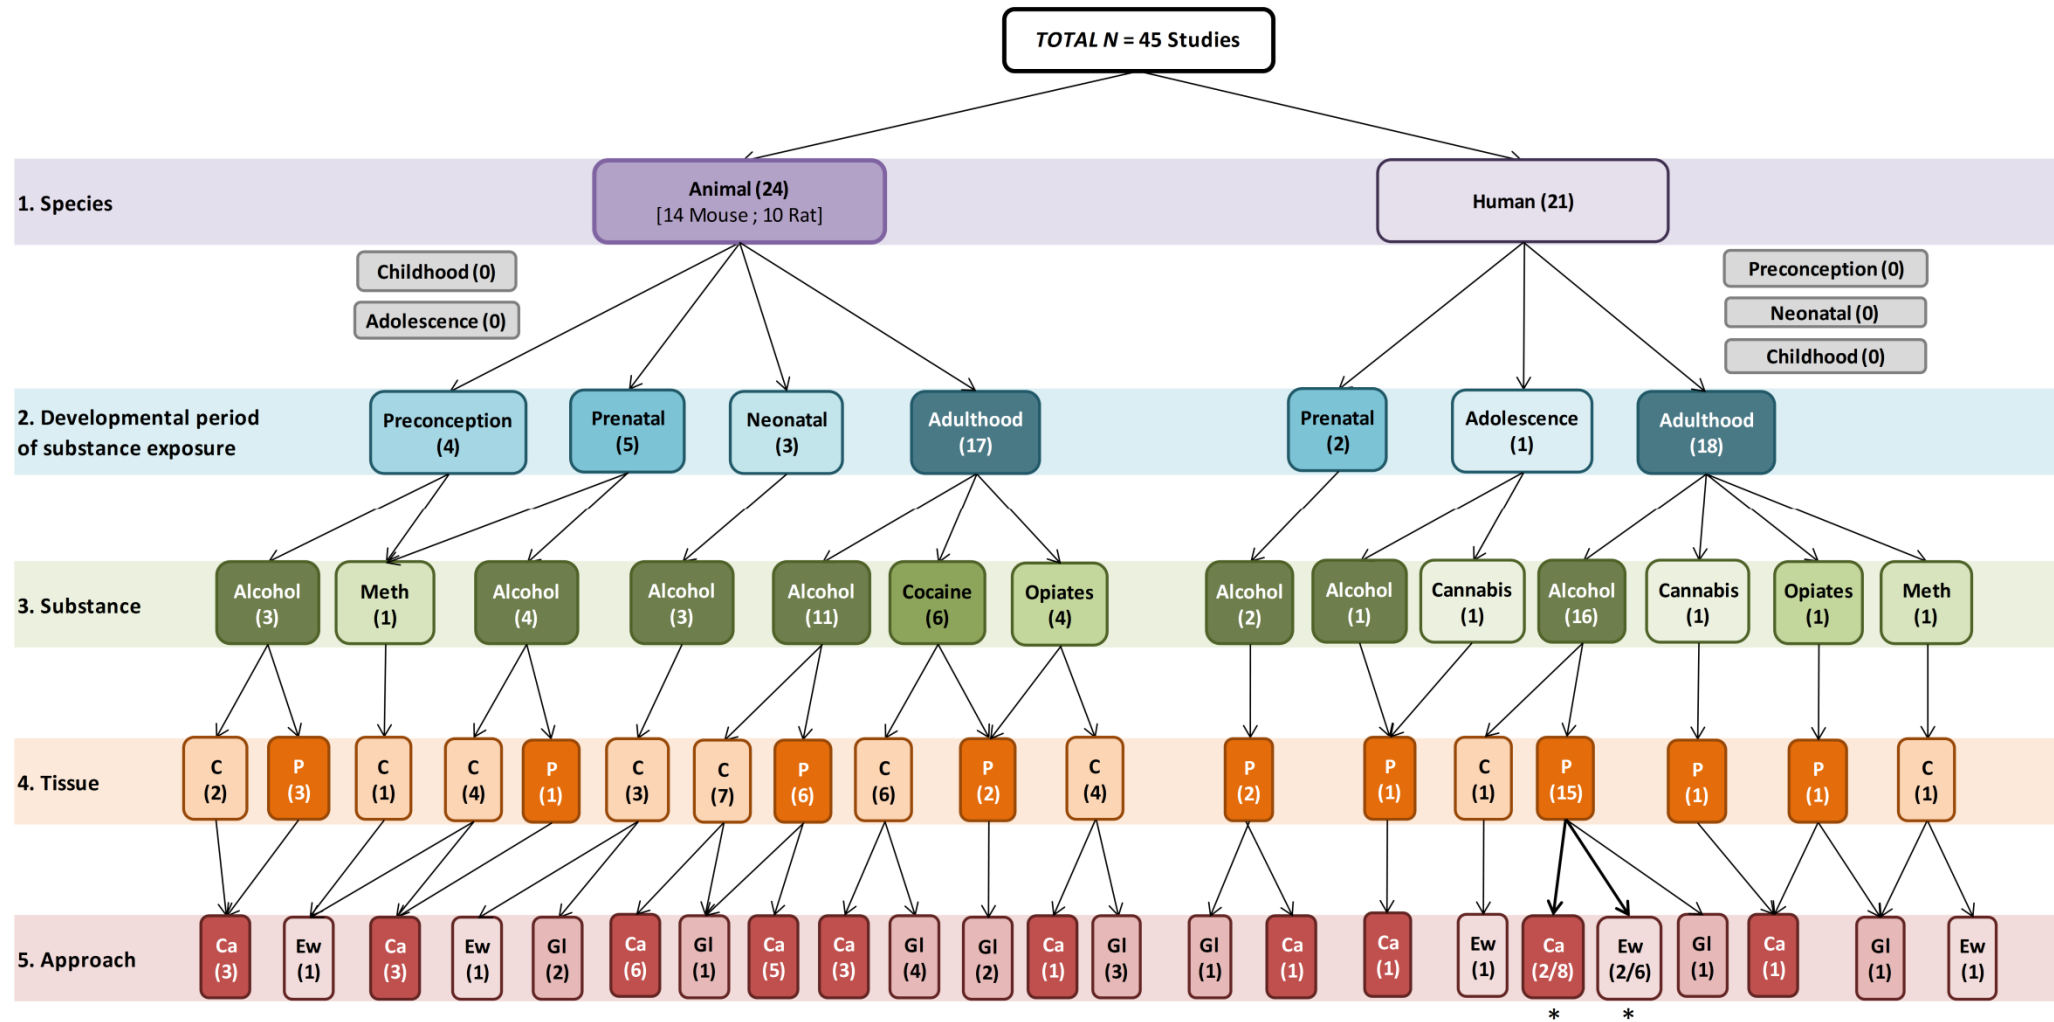 TOTAL N = 45 Studies
1. Species
Animal (24)
[14 Mouse ; 10 Rat]
Human (21)
Childhood (0)
Adolescence (0)
Preconception (0)
Neonatal (0)
Childhood (0)
2. Developmental period
of substance exposure
Preconception
(4)
Prenatal
(5)
Neonatal
(3)
Adulthood
(17)
Prenatal
(2)
Adolescence
(1)
Adulthood
(18)
3. Substance
Alcohol
(3)
Meth
(1)
Alcohol
(4)
Alcohol
(3)
Alcohol
(11)
Cocaine
(6)
Opiates
(4)
Alcohol
(2)
Alcohol
(1)
Cannabis
(1)
Alcohol
(16)
Cannabis
(1)
Opiates
(1)
Meth
(1)
4. Tissue
C
(2)
P
(3)
C
(1)
C
(4)
P
(1)
C
(3)
C
(7)
P
(6)
C
(6)
P
(2)
C
(4)
P
(2)
P
(1)
C
(1)
P
(15)
P
(1)
P
(1)
C
(1)
5. Approach
Ca
(3)
Ew
(1)
Ca
(3)
Ew
(1)
Gl
(2)
Ca
(6)
Gl
(1)
Ca
(5)
Ca
(3)
Gl
(4)
Gl
(2)
Ca
(1)
Gl
(3)
Gl
(1)
Ca
(1)
Ca
(1)
Ew
(1)
Ca
(2/8)
Ew
(2/6)
Gl
(1)
Ca
(1)
Gl
(1)
Ew
(1)
*
*